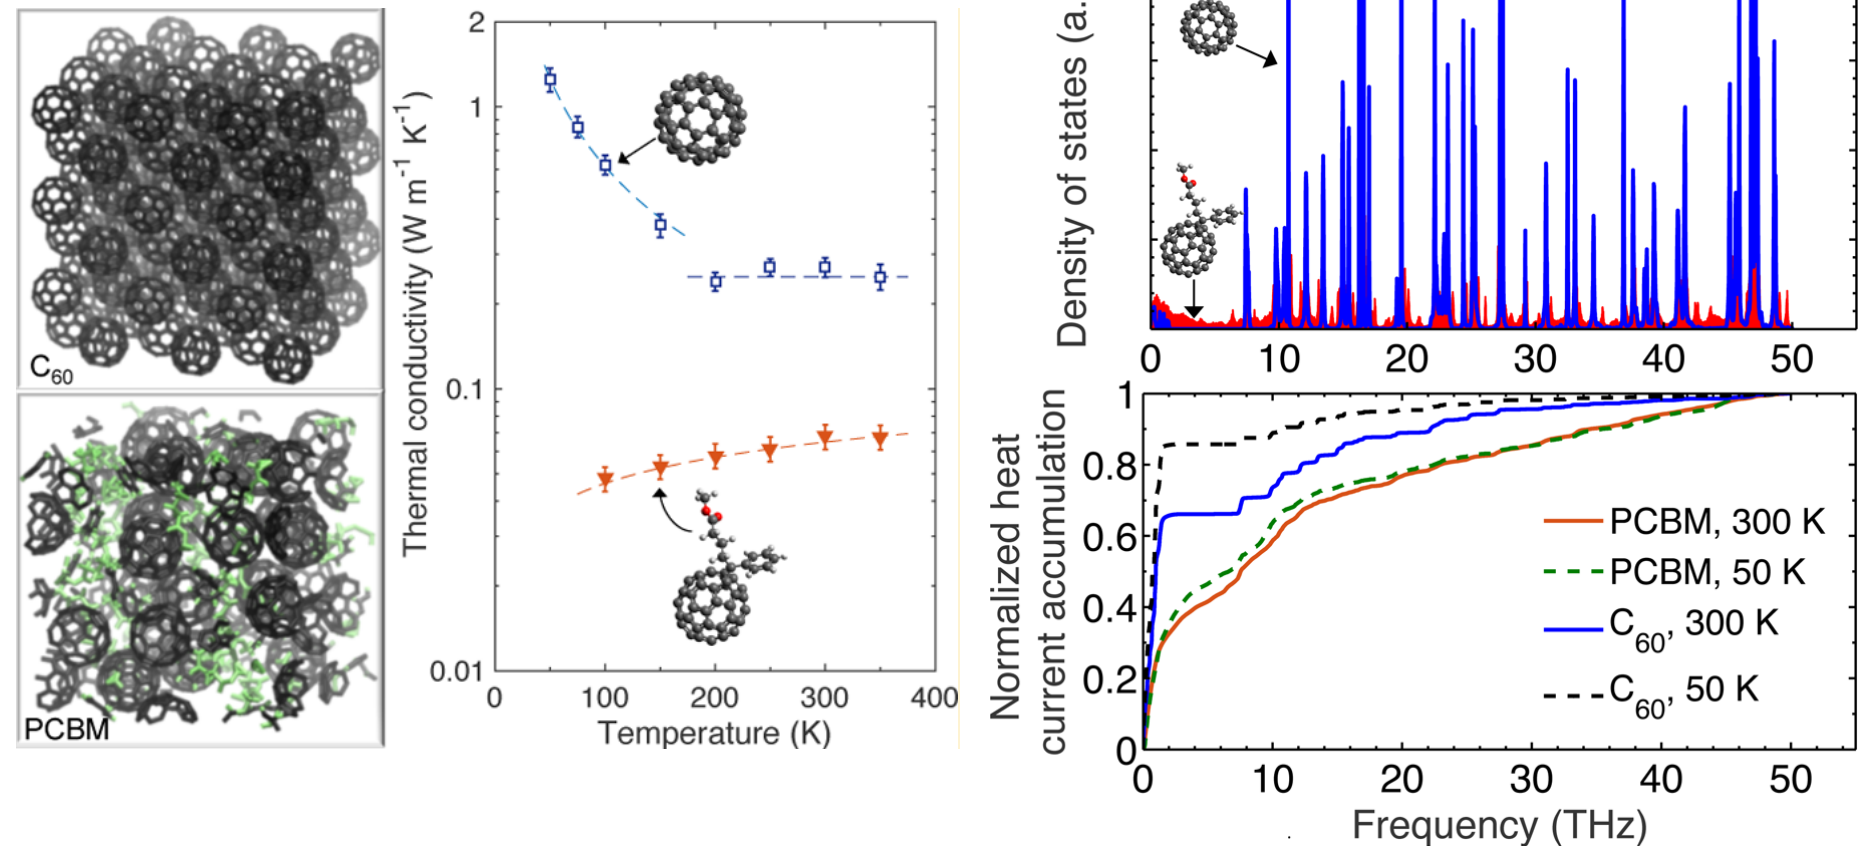 C60
PCBM
Thermal conductivity (W m-1 K-1)
2
1
0.1
0.01
0 100 200 300 400
Temperature (K)
Density of states (a.
0 10 20 30 40 50
Normalized heat
current accumulation
1
0.8
0.6
0.4
0.2
0
PCBM, 300 K
PCBM, 50 K
C60, 300 K
C60, 50 K
0 10 20 30 40 50
Frequency (THz)